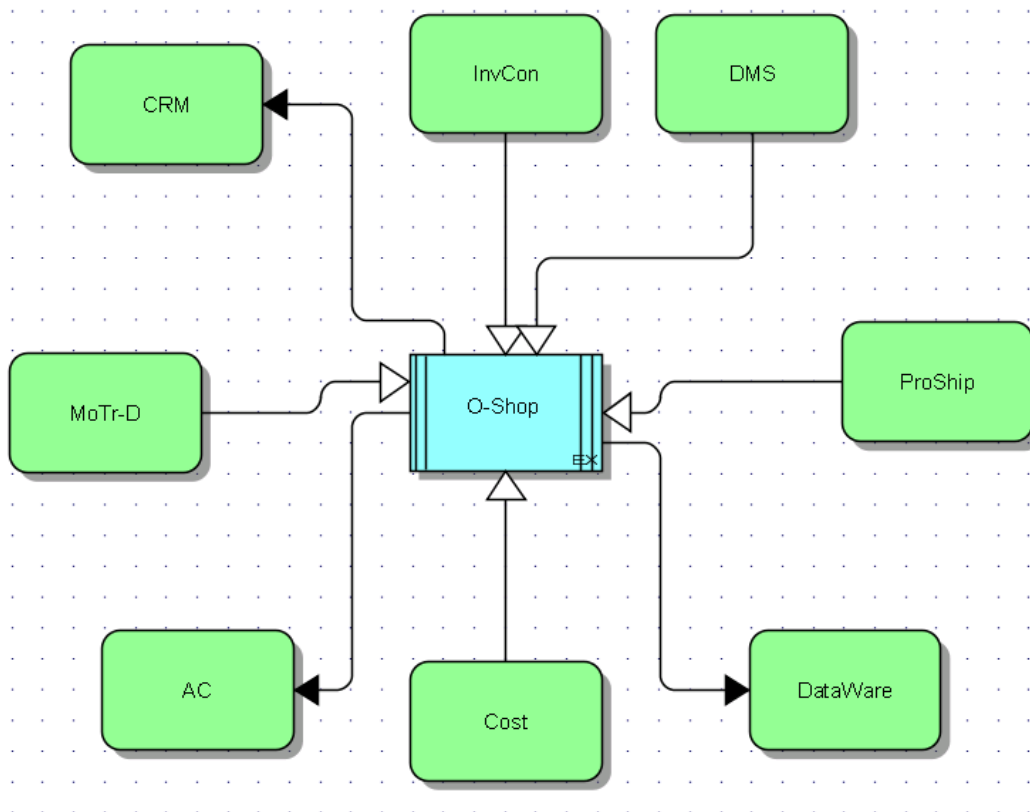 CRM
InvCon
DMS
MoTr-D
O-Shop
EX
ProShip
AC
Cost
DataWare